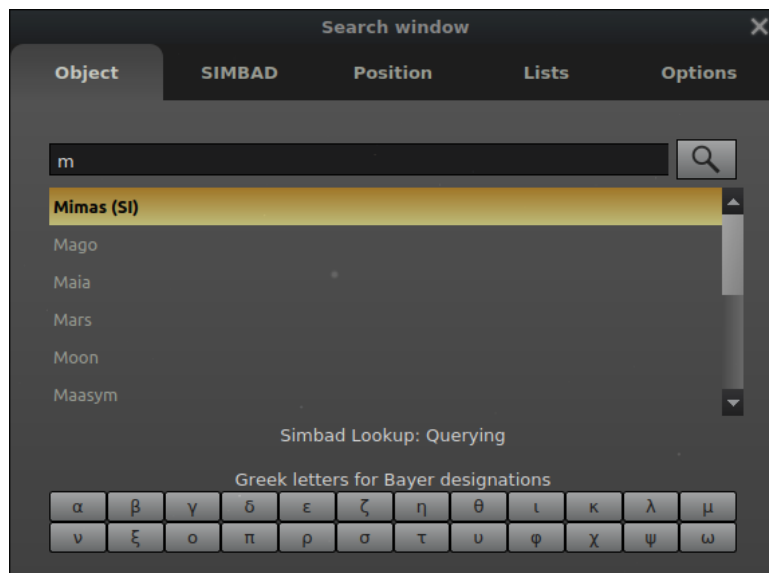 Search window
Object SIMBAD Position Lists Options
m
Mimas (SI)
Mago
Maia
Mars
Moon
Maasym
Simbad Lookup: Querying
Greek letters for Bayer designations
α β γ δ ε ζ η θ ι κ λ μ
ν ξ ο π ρ σ τ υ φ χ ψ ω